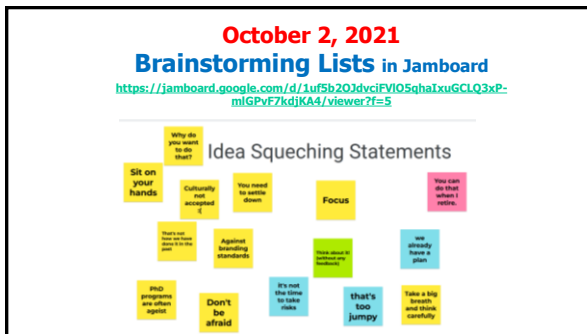 October 2, 2021
Brainstorming Lists in Jamboard
https://jamboard.google.com/d/1uf5b2OJdvciFVlO5qhaIxuGCLQ3xP-
mlGPvF7kdjKA4/viewer?f=5
Idea Squeching Statements
Why do
you want
to do
that?
Sit on
your
hands
Culturally
not
accepted
:(
You need
to settle
down
Focus
You can
do that
when I
retire.
That's not
how we have
done it in the
past
Against
branding
standards
Think about it!
(without any
feedback)
we
already
have a
plan
PhD
programs
are often
ageist
Don't
be
afraid
it's not
the time
to take
risks
that's
too
jumpy
Take a big
breath
and think
carefully